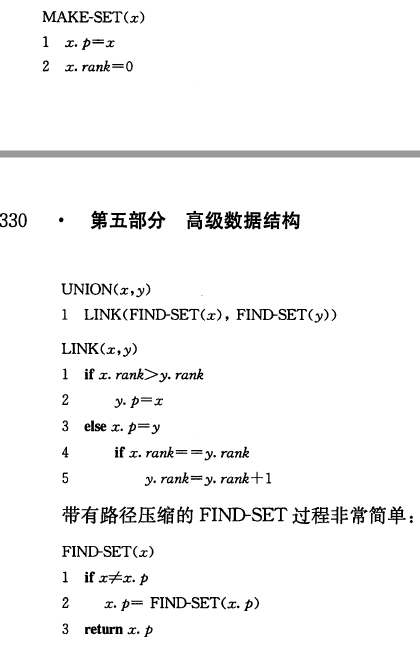 MAKE-SET(x)
1 x.p=x
2 x.rank=0
330 · 第五部分 高级数据结构
UNION(x,y)
1 LINK(FIND-SET(x), FIND-SET(y))
LINK(x,y)
1 if x.rank>y.rank
2 y.p=x
3 else x.p=y
4 if x.rank==y.rank
5 y.rank=y.rank+1
带有路径压缩的 FIND-SET 过程非常简单：
FIND-SET(x)
1 if x≠x.p
2 x.p= FIND-SET(x.p)
3 return x.p